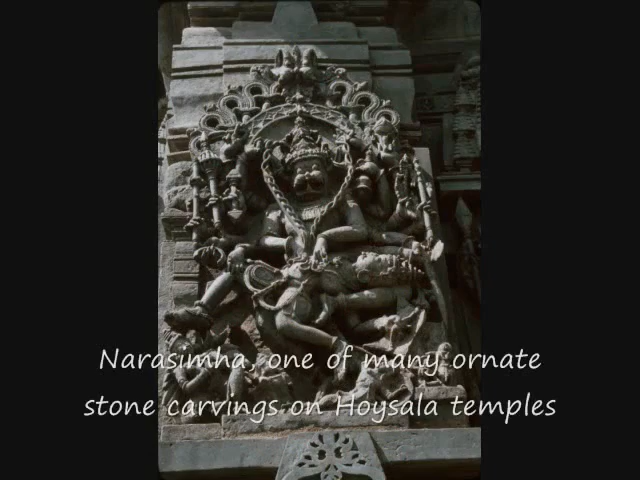 Narasimha, one of many ornate
stone carvings on Hoysala temples